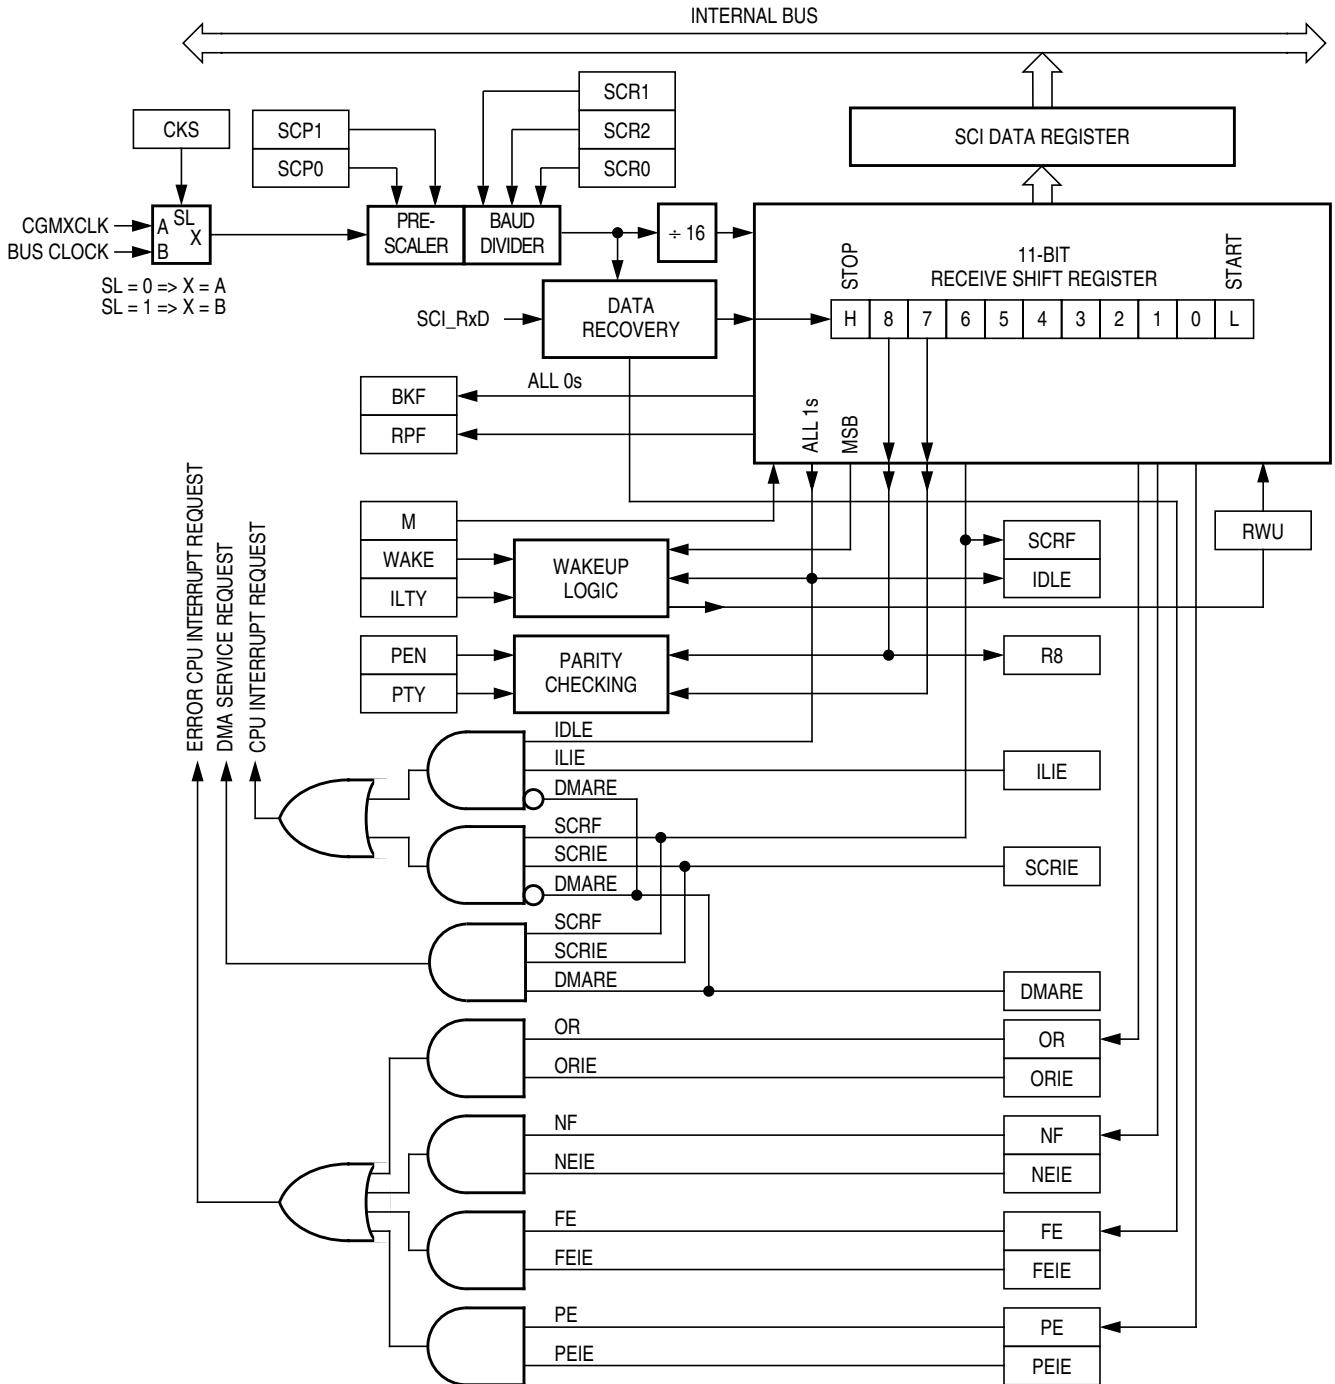 INTERNAL BUS
SCR1
SCR2
SCR0
CKS
SCP1
SCP0
SCI DATA REGISTER
CGMXCLK
BUS CLOCK
A
SL
X
B
SL = 0 => X = A
SL = 1 => X = B
PRE-
SCALER
BAUD
DIVIDER
÷ 16
STOP
11-BIT
RECEIVE SHIFT REGISTER
START
SCI_RxD
DATA
RECOVERY
H 8 7 6 5 4 3 2 1 0 L
ALL 0s
BKF
RPF
ALL 1s
MSB
ERROR CPU INTERRUPT REQUEST
DMA SERVICE REQUEST
CPU INTERRUPT REQUEST
M
WAKE
ILTY
WAKEUP
LOGIC
SCRF
IDLE
RWU
PEN
PTY
PARITY
CHECKING
R8
IDLE
ILIE
DMARE
ILIE
SCRF
SCRIE
DMARE
SCRIE
SCRF
SCRIE
DMARE
DMARE
OR
ORIE
OR
ORIE
NF
NEIE
NF
NEIE
FE
FEIE
FE
FEIE
PE
PEIE
PE
PEIE